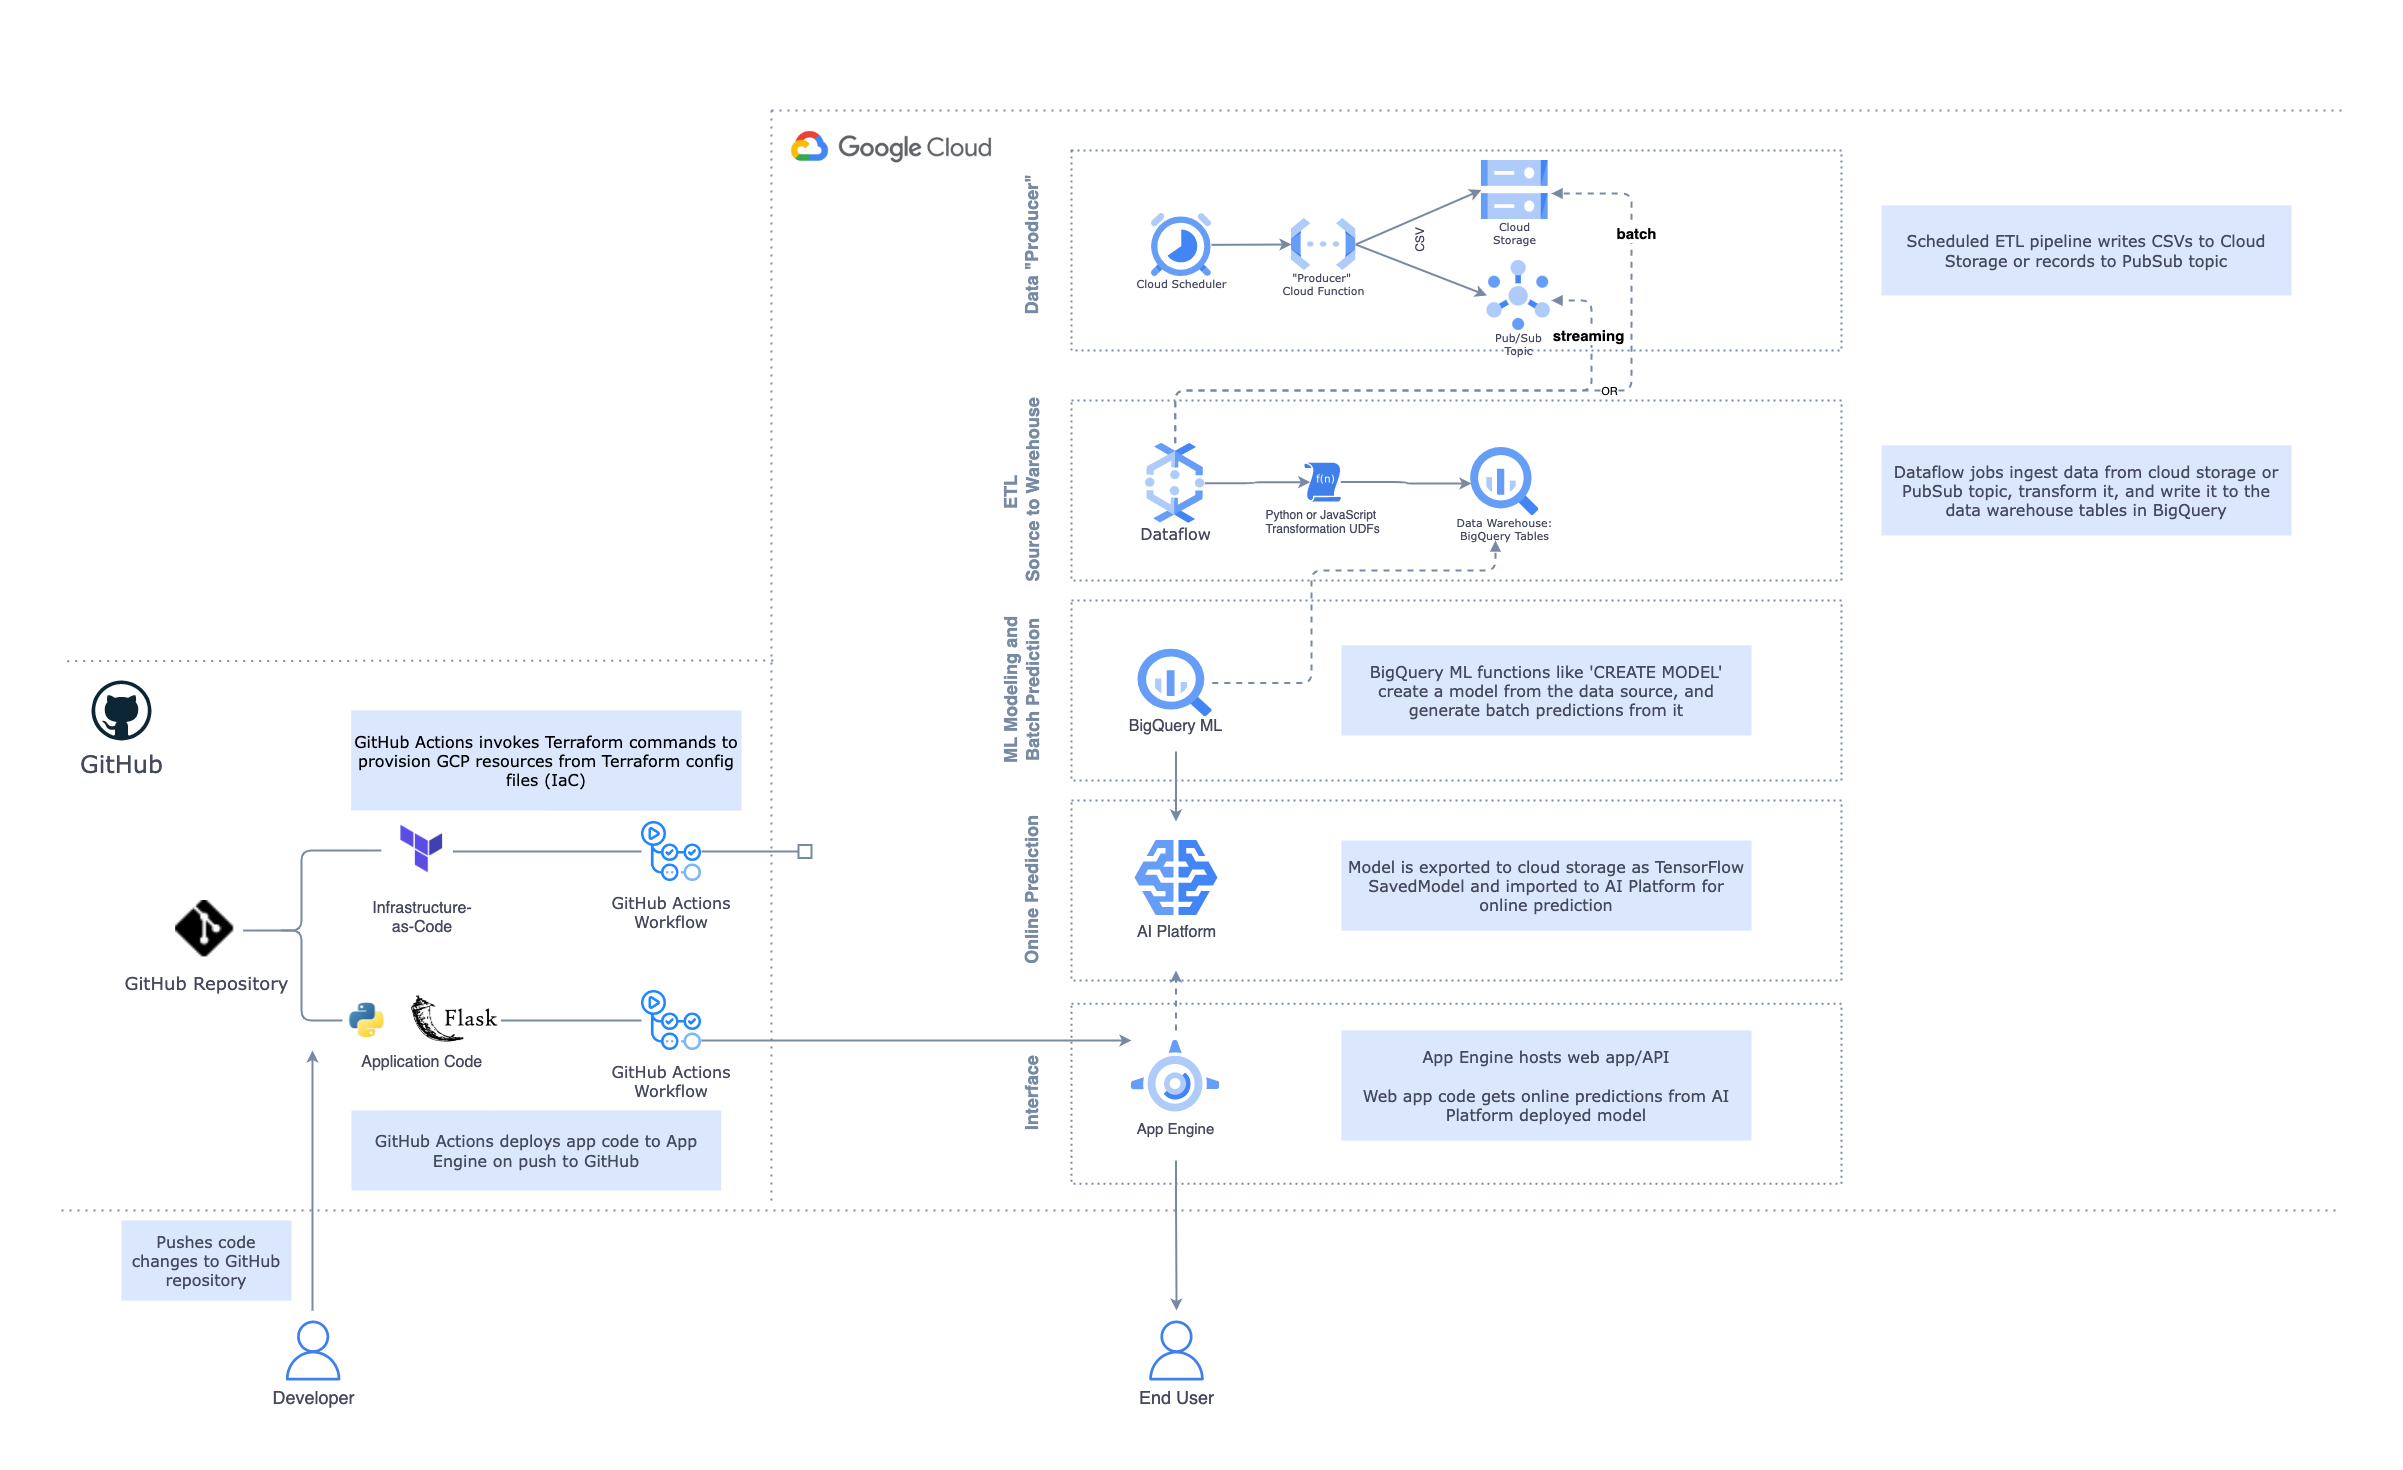 Google Cloud
Data "Producer"
Cloud Scheduler
"Producer"
Cloud Function
CSV
Cloud
Storage
Pub/Sub
Topic
batch
streaming
OR
Scheduled ETL pipeline writes CSVs to Cloud
Storage or records to PubSub topic
ETL
Source to Warehouse
Dataflow
f(n)
Python or JavaScript
Transformation UDFs
Data Warehouse:
BigQuery Tables
Dataflow jobs ingest data from cloud storage or
PubSub topic, transform it, and write it to the
data warehouse tables in BigQuery
ML Modeling and
Batch Prediction
BigQuery ML
BigQuery ML functions like 'CREATE MODEL'
create a model from the data source, and
generate batch predictions from it
GitHub
GitHub Actions invokes Terraform commands to
provision GCP resources from Terraform config
files (IaC)
Infrastructure-
as-Code
GitHub Actions
Workflow
GitHub Repository
Flask
Application Code
GitHub Actions
Workflow
GitHub Actions deploys app code to App
Engine on push to GitHub
Online Prediction
AI Platform
Model is exported to cloud storage as TensorFlow
SavedModel and imported to AI Platform for
online prediction
Interface
App Engine
App Engine hosts web app/API
Web app code gets online predictions from AI
Platform deployed model
Pushes code
changes to GitHub
repository
Developer
End User